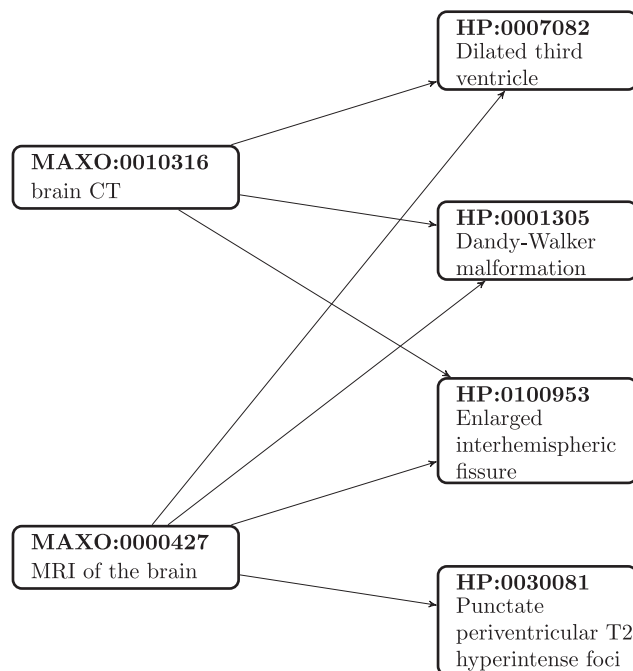 HP:0007082
Dilated third
ventricle
MAXO:0010316
brain CT
HP:0001305
Dandy-Walker
malformation
HP:0100953
Enlarged
interhemispheric
fissure
MAXO:0000427
MRI of the brain
HP:0030081
Punctate
periventricular T2
hyperintense foci